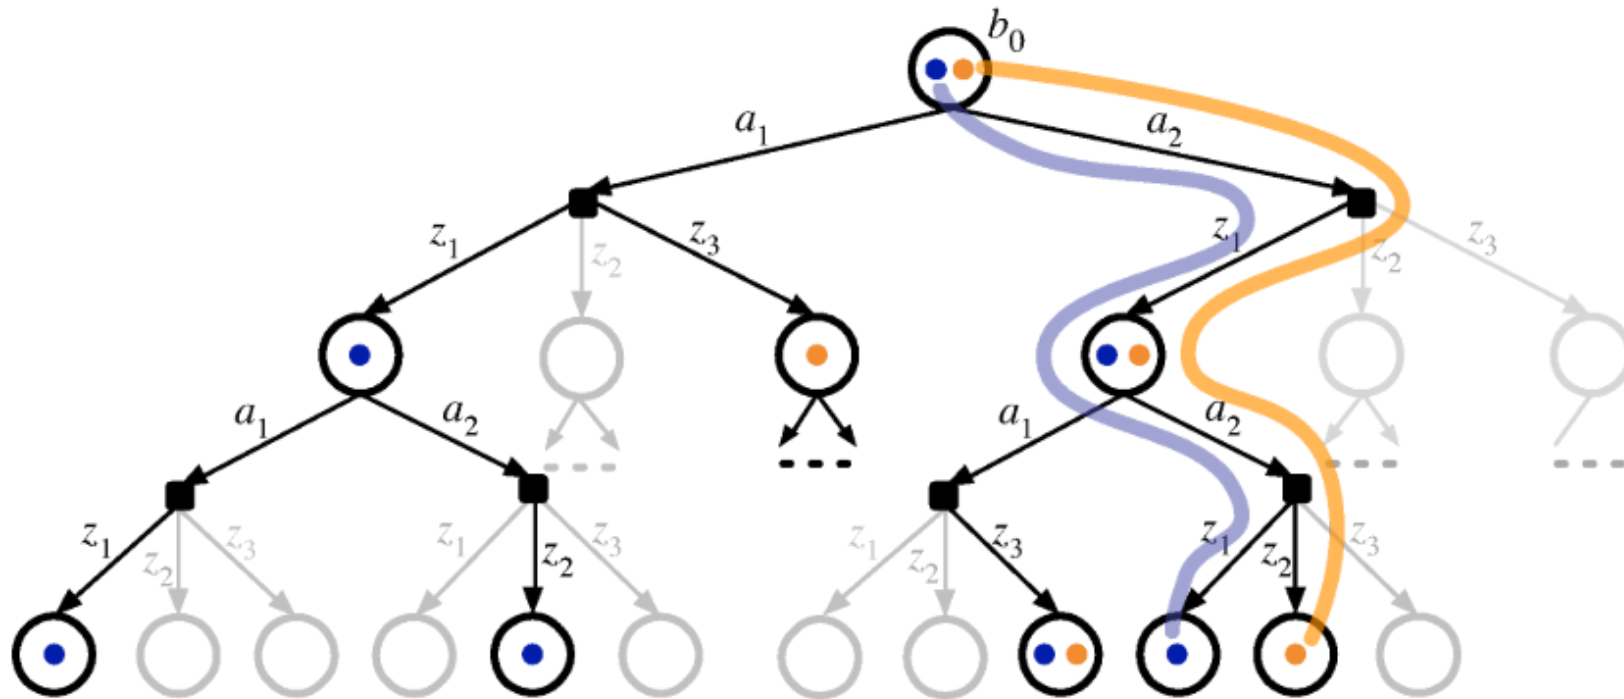 b₀
a₁ a₂
z₁ z₂ z₃ z₁ z₂ z₃
a₁ a₂ a₁ a₂
z₁ z₂ z₃ z₁ z₂ z₃ z₁ z₂ z₃ z₁ z₂ z₃